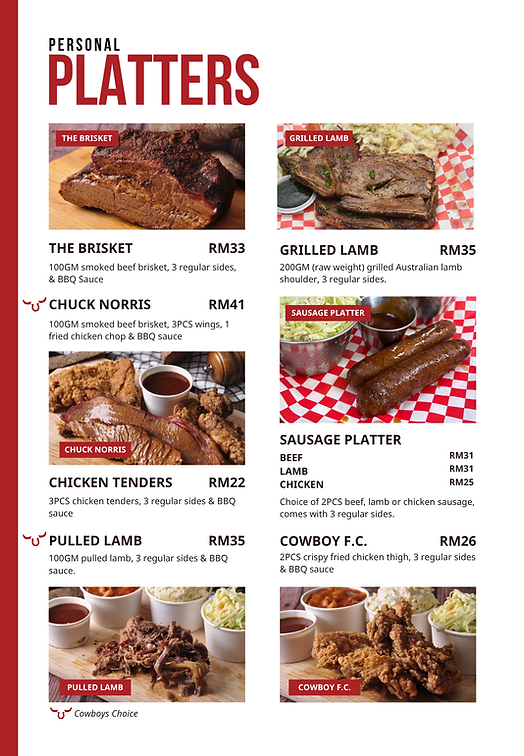 PERSONAL
PLATTERS
THE BRISKET
THE BRISKET RM33
100GM smoked beef brisket, 3 regular sides,
& BBQ Sauce
CHUCK NORRIS RM41
100GM smoked beef brisket, 3PCS wings, 1
fried chicken chop & BBQ sauce
CHUCK NORRIS
CHICKEN TENDERS RM22
3PCS chicken tenders, 3 regular sides & BBQ
sauce
PULLED LAMB RM35
100GM pulled lamb, 3 regular sides & BBQ
sauce.
PULLED LAMB
Cowboys Choice
GRILLED LAMB
GRILLED LAMB RM35
200GM (raw weight) grilled Australian lamb
shoulder, 3 regular sides.
SAUSAGE PLATTER
SAUSAGE PLATTER
BEEF RM31
LAMB RM31
CHICKEN RM25
Choice of 2PCS beef, lamb or chicken sausage,
comes with 3 regular sides.
COWBOY F.C. RM26
2PCS crispy fried chicken thigh, 3 regular sides
& BBQ sauce
COWBOY F.C.